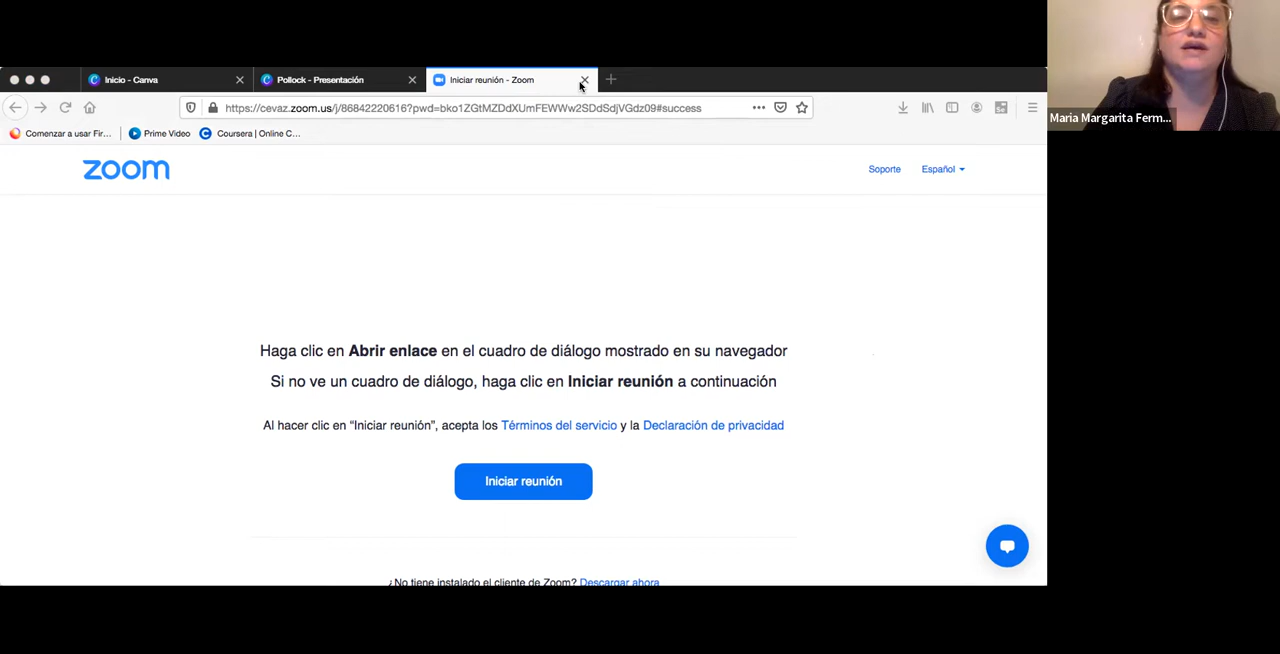 Inicio - Canva
Pollock - Presentación
Iniciar reunión - Zoom
https://cevaz.zoom.us/j/86842220616?pwd=bko1ZGtMZDdXUmFEWWw2SDdSdjVGdz09#success
Comenzar a usar Fir...
Prime Video
Coursera | Online C...
Maria Margarita Ferm...
zoom
Soporte
Español
Haga clic en Abrir enlace en el cuadro de diálogo mostrado en su navegador
Si no ve un cuadro de diálogo, haga clic en Iniciar reunión a continuación
Al hacer clic en “Iniciar reunión”, acepta los Términos del servicio y la Declaración de privacidad
Iniciar reunión
¿No tiene instalado el cliente de Zoom? Descargar ahora